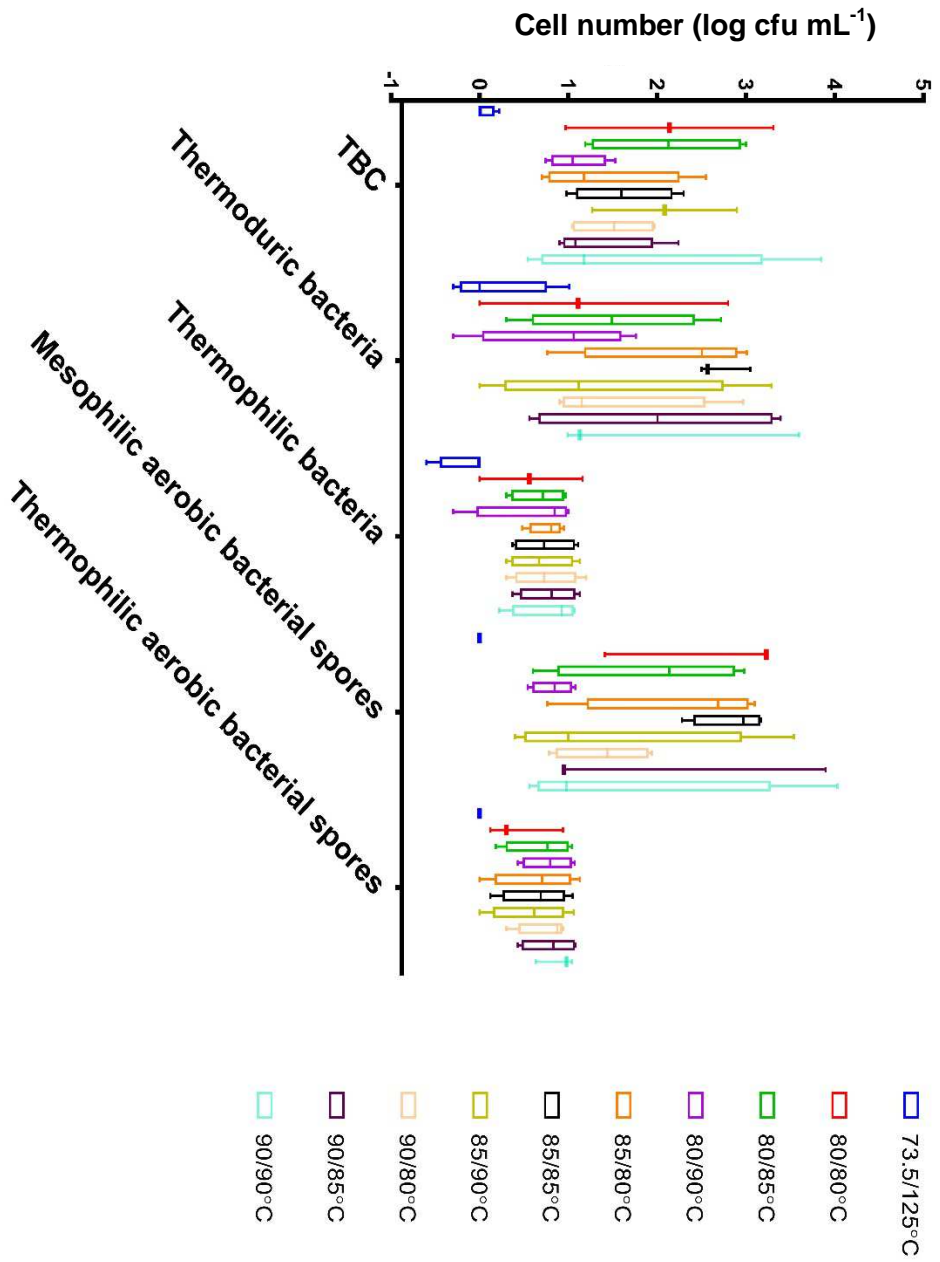 Cell number (log cfu mL-1)
-1
0
1
2
3
4
5
TBC
Thermoduric bacteria
Thermophilic bacteria
Mesophilic aerobic bacterial spores
Thermophilic aerobic bacterial spores
73.5/125°C
80/80°C
80/85°C
80/90°C
85/80°C
85/85°C
85/90°C
90/80°C
90/85°C
90/90°C